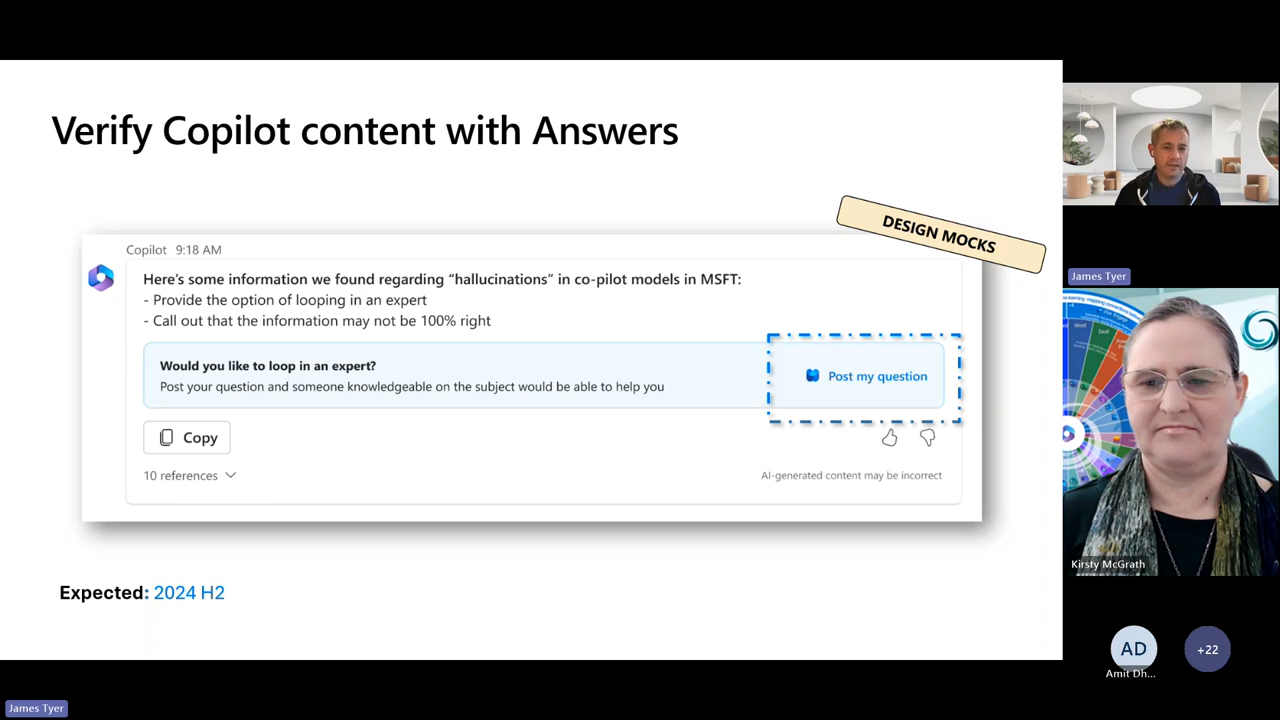 Verify Copilot content with Answers
DESIGN MOCKS
Copilot 9:18 AM
Here's some information we found regarding “hallucinations” in co-pilot models in MSFT:
- Provide the option of looping in an expert
- Call out that the information may not be 100% right
Would you like to loop in an expert?
Post your question and someone knowledgeable on the subject would be able to help you
Post my question
Copy
10 references
AI-generated content may be incorrect
Expected: 2024 H2
James Tyer
James Tyer
Kirsty McGrath
AD
Amit Dh...
+22